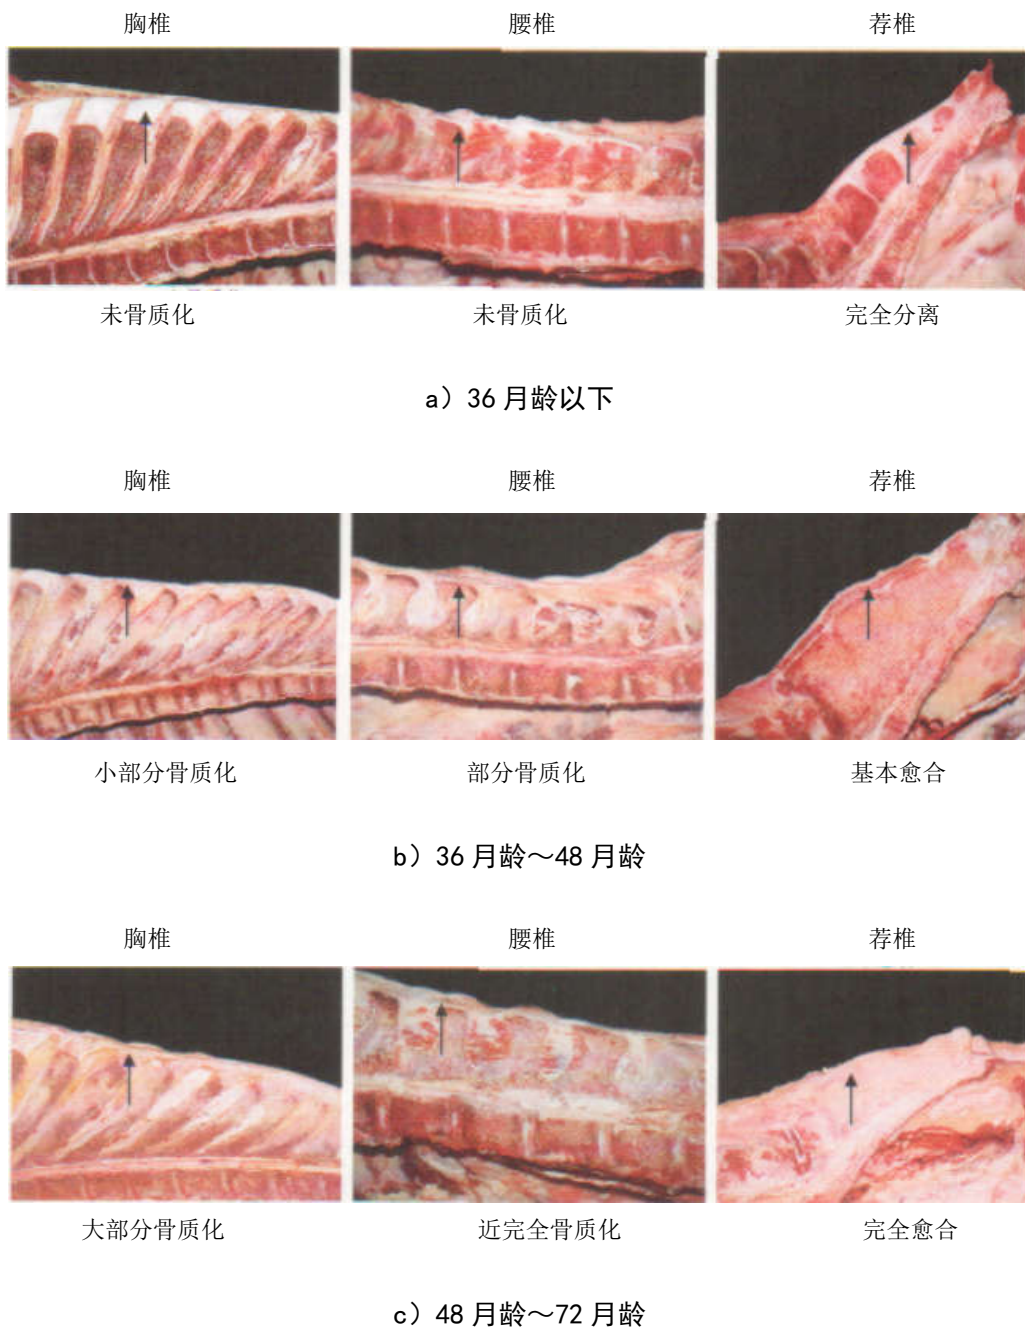 胸椎 腰椎 荐椎
未骨质化 未骨质化 完全分离
a）36 月龄以下
胸椎 腰椎 荐椎
小部分骨质化 部分骨质化 基本愈合
b）36 月龄～48 月龄
胸椎 腰椎 荐椎
大部分骨质化 近完全骨质化 完全愈合
c）48 月龄～72 月龄